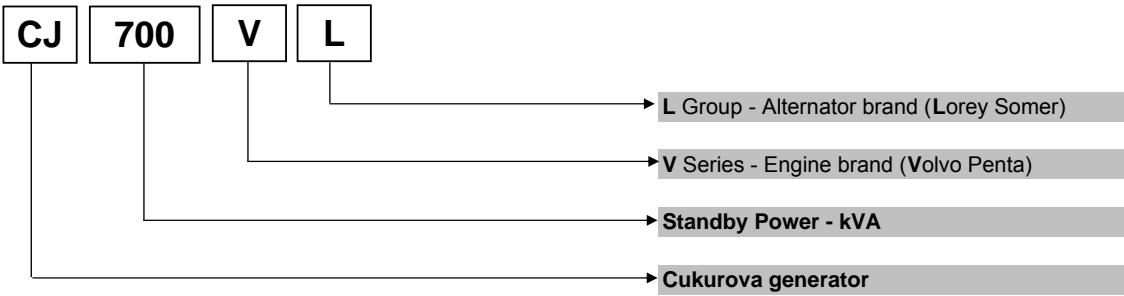 CJ 700 V L
L Group - Alternator brand (Lorey Somer)
V Series - Engine brand (Volvo Penta)
Standby Power - kVA
Cukurova generator